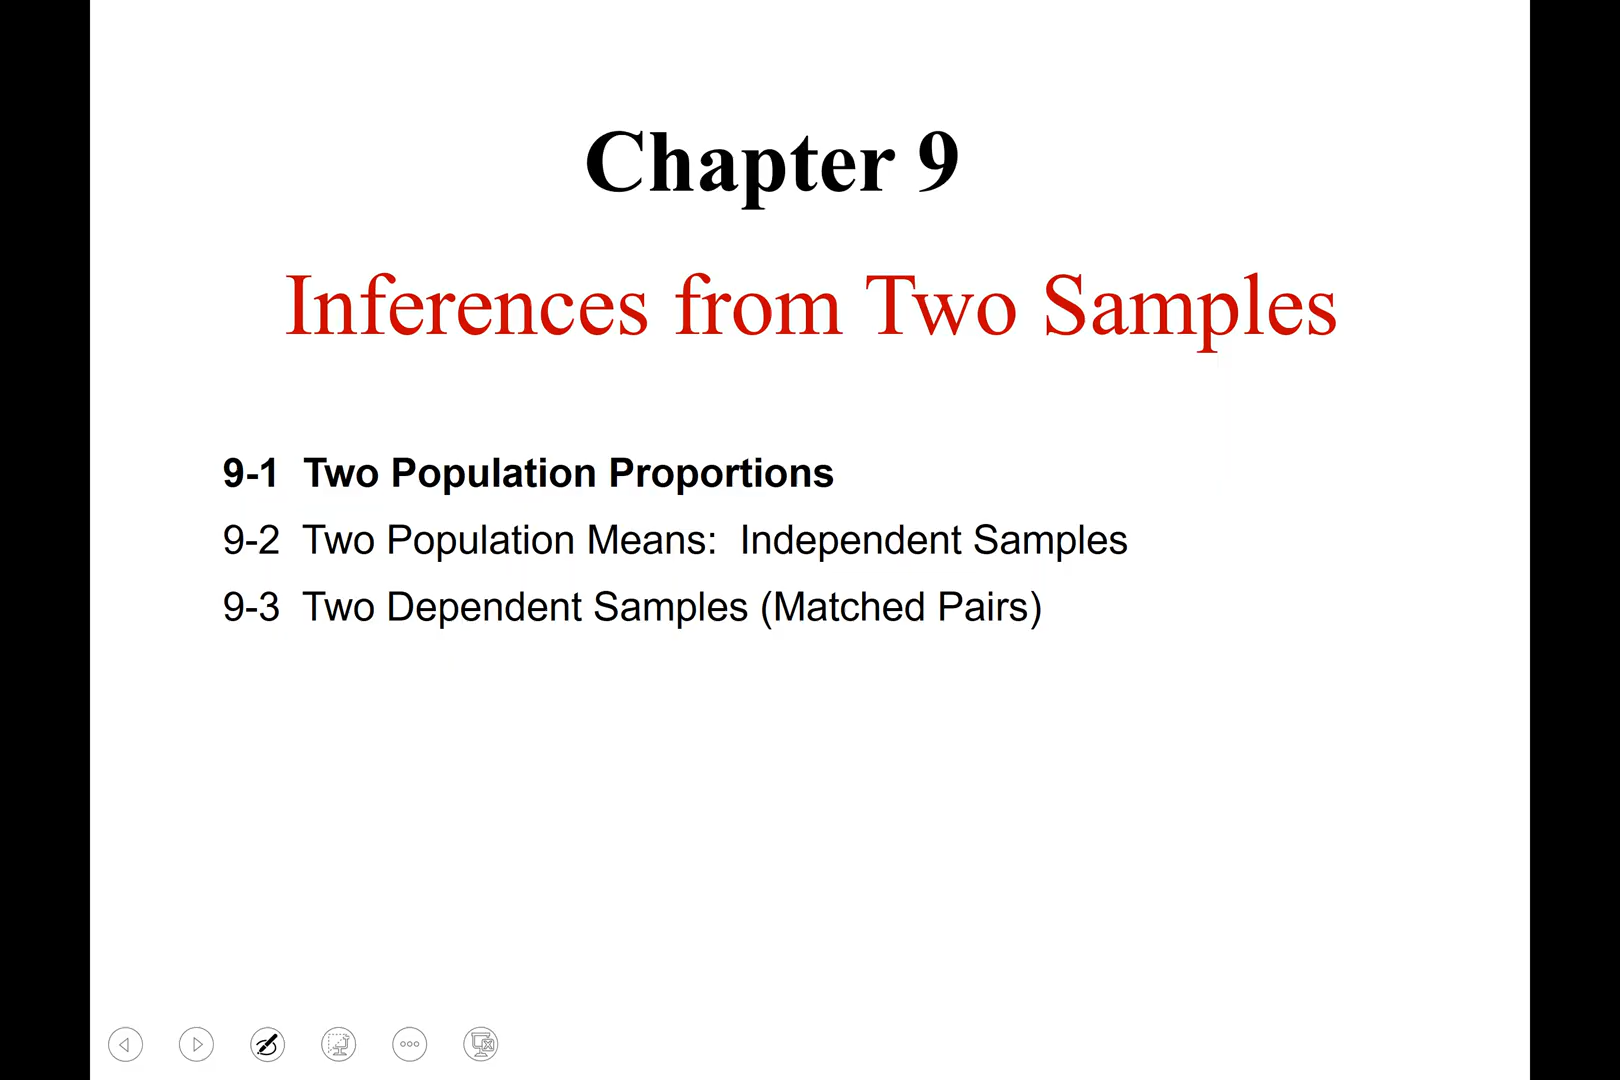 Chapter 9
Inferences from Two Samples
9-1 Two Population Proportions
9-2 Two Population Means: Independent Samples
9-3 Two Dependent Samples (Matched Pairs)